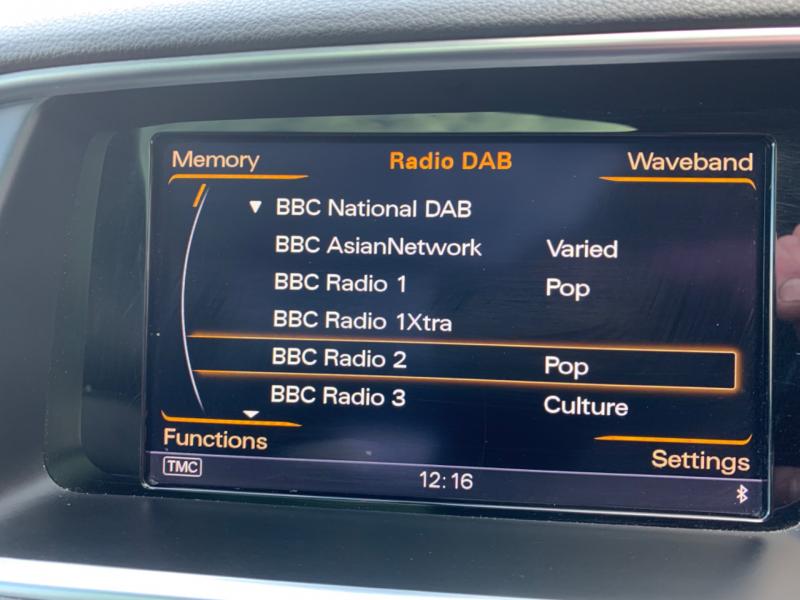 Memory Radio DAB Waveband
BBC National DAB
BBC AsianNetwork Varied
BBC Radio 1 Pop
BBC Radio 1Xtra
BBC Radio 2 Pop
BBC Radio 3 Culture
Functions Settings
TMC 12:16